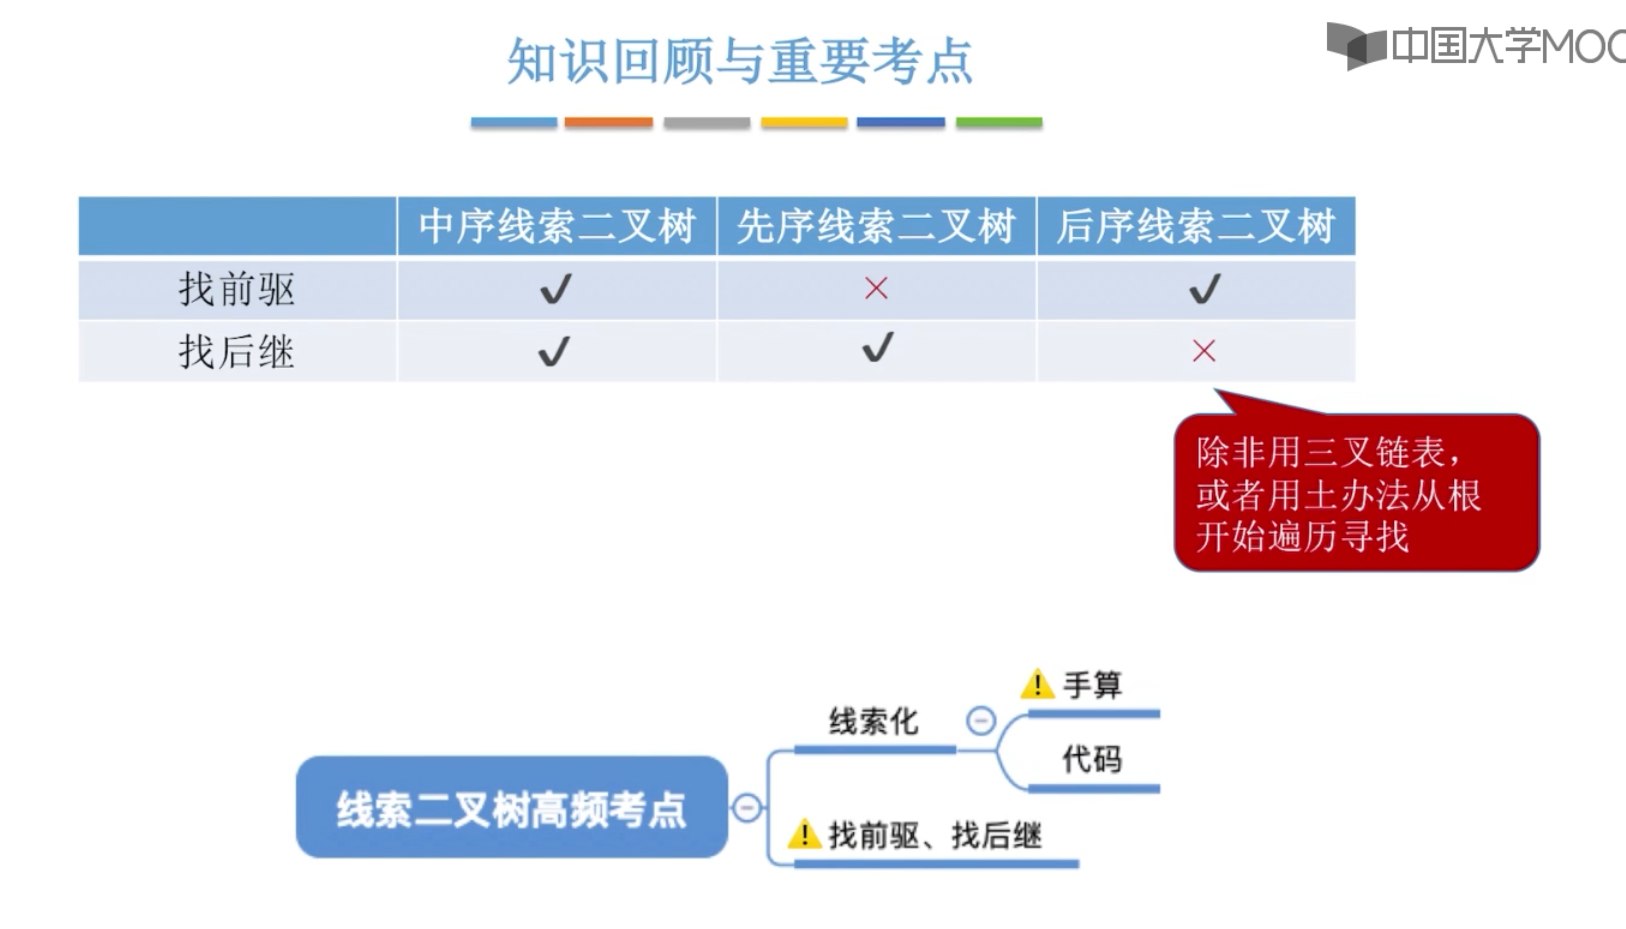 知识回顾与重要考点
中国大学MOO
中序线索二叉树 先序线索二叉树 后序线索二叉树
找前驱 ✓ × ✓
找后继 ✓ ✓ ×
除非用三叉链表，
或者用土办法从根
开始遍历寻找
手算
线索化
代码
线索二叉树高频考点
找前驱、找后继